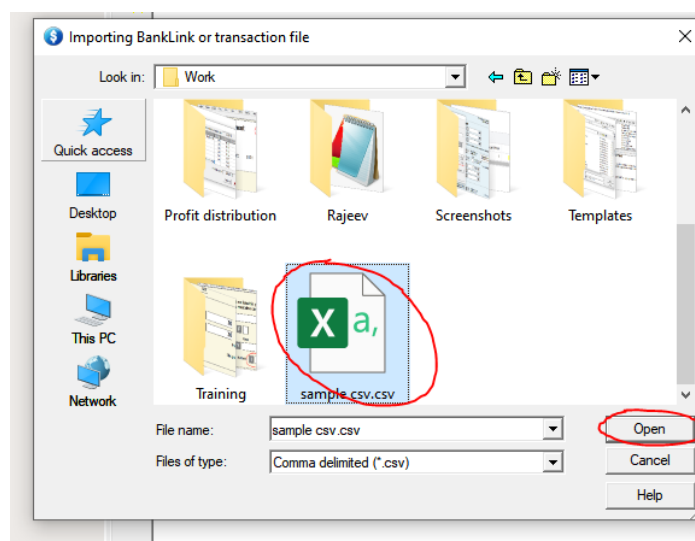 Importing BankLink or transaction file
Look in: Work
Quick access
Desktop
Libraries
This PC
Network
Profit distribution
Rajeev
Screenshots
Templates
Training
sample csv.csv
File name: sample csv.csv
Open
Files of type: Comma delimited (*.csv)
Cancel
Help